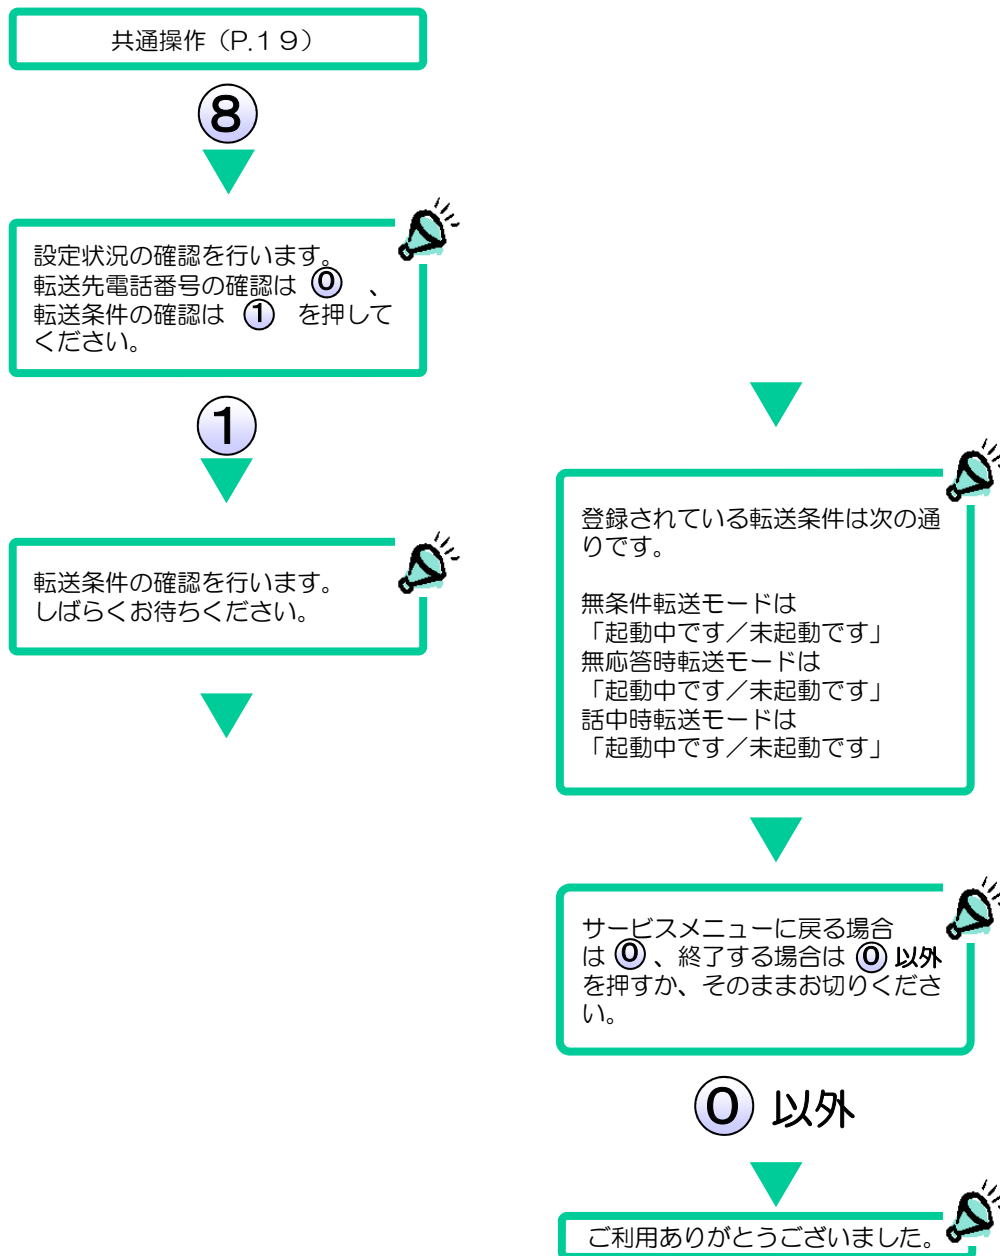 共通操作（P.１９）
８
設定状況の確認を行います。
転送先電話番号の確認は ０ 、
転送条件の確認は １ を押して
ください。
１
転送条件の確認を行います。
しばらくお待ちください。
登録されている転送条件は次の通
りです。
無条件転送モードは
「起動中です／未起動です」
無応答時転送モードは
「起動中です／未起動です」
話中時転送モードは
「起動中です／未起動です」
サービスメニューに戻る場合
は ０ 、終了する場合は ０ 以外
を押すか、そのままお切りくださ
い。
０ 以外
ご利用ありがとうございました。